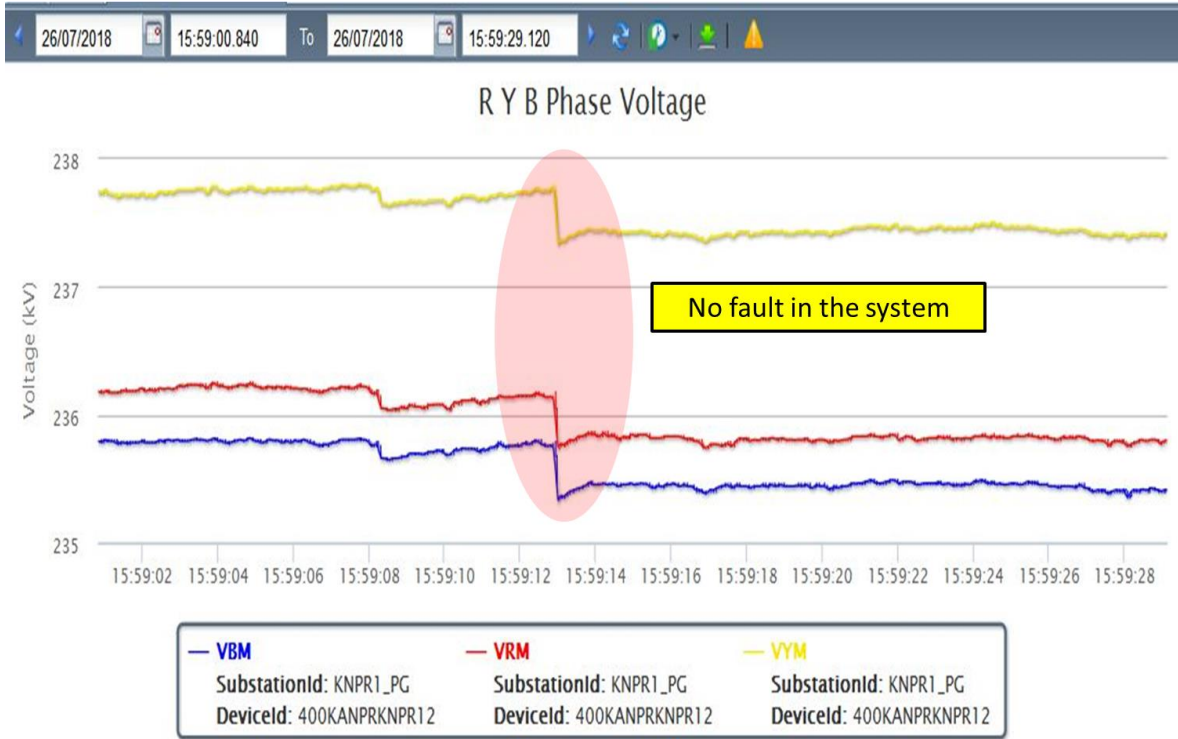 26/07/2018 15:59:00.840 To 26/07/2018 15:59:29.120
R Y B Phase Voltage
238
237
236
235
Voltage (kV)
No fault in the system
15:59:02 15:59:04 15:59:06 15:59:08 15:59:10 15:59:12 15:59:14 15:59:16 15:59:18 15:59:20 15:59:22 15:59:24 15:59:26 15:59:28
VBM VRM VYM
SubstationId: KNPR1_PG SubstationId: KNPR1_PG SubstationId: KNPR1_PG
DeviceId: 400KANPRKNPR12 DeviceId: 400KANPRKNPR12 DeviceId: 400KANPRKNPR12